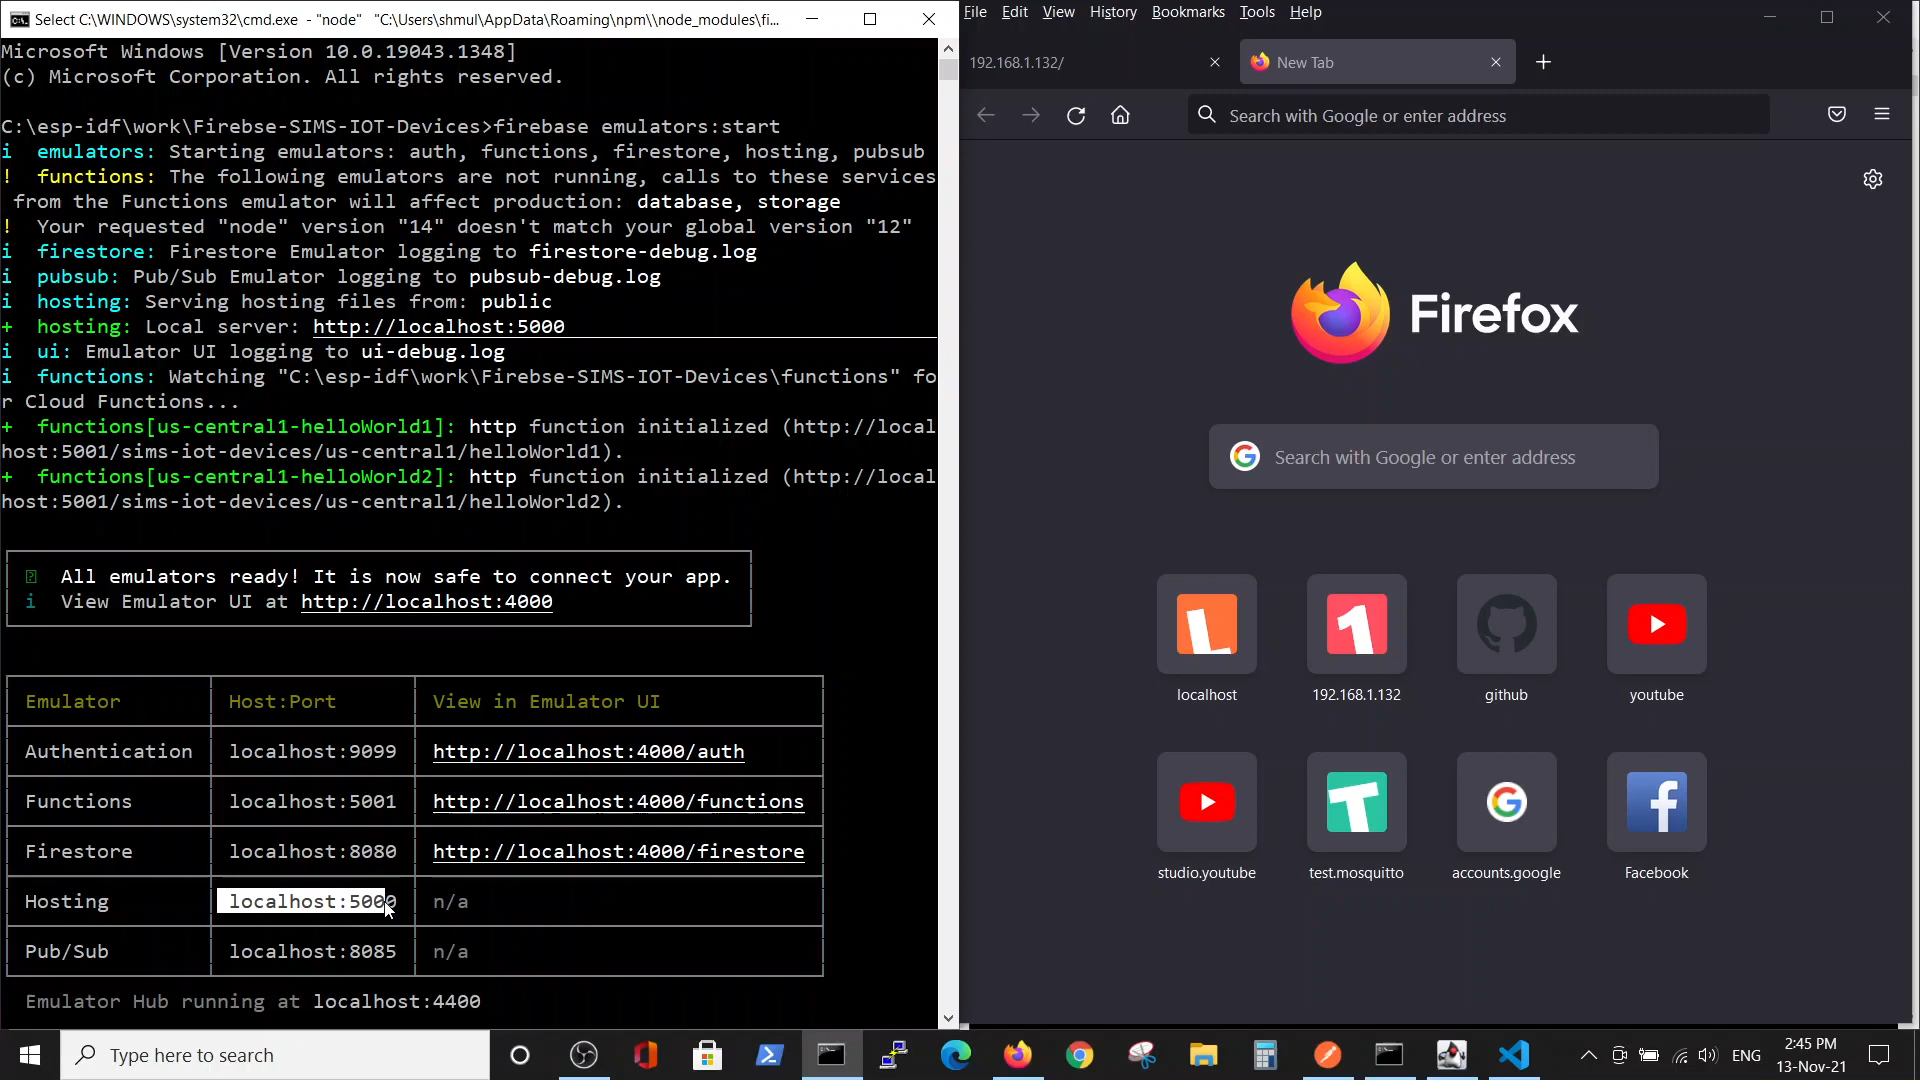 Select C:\WINDOWS\system32\cmd.exe - "node" "C:\Users\shmul\AppData\Roaming\npm\\node_modules\fi...
Microsoft Windows [Version 10.0.19043.1348]
(c) Microsoft Corporation. All rights reserved.
C:\esp-idf\work\Firebse-SIMS-IOT-Devices>firebase emulators:start
i emulators: Starting emulators: auth, functions, firestore, hosting, pubsub
! functions: The following emulators are not running, calls to these services
from the Functions emulator will affect production: database, storage
! Your requested "node" version "14" doesn't match your global version "12"
i firestore: Firestore Emulator logging to firestore-debug.log
i pubsub: Pub/Sub Emulator logging to pubsub-debug.log
i hosting: Serving hosting files from: public
+ hosting: Local server: http://localhost:5000
i ui: Emulator UI logging to ui-debug.log
i functions: Watching "C:\esp-idf\work\Firebse-SIMS-IOT-Devices\functions" fo
r Cloud Functions...
+ functions[us-central1-helloWorld1]: http function initialized (http://local
host:5001/sims-iot-devices/us-central1/helloWorld1).
+ functions[us-central1-helloWorld2]: http function initialized (http://local
host:5001/sims-iot-devices/us-central1/helloWorld2).
All emulators ready! It is now safe to connect your app.
i View Emulator UI at http://localhost:4000
Emulator Host:Port View in Emulator UI
Authentication localhost:9099 http://localhost:4000/auth
Functions localhost:5001 http://localhost:4000/functions
Firestore localhost:8080 http://localhost:4000/firestore
Hosting localhost:5000 n/a
Pub/Sub localhost:8085 n/a
Emulator Hub running at localhost:4400
File Edit View History Bookmarks Tools Help
192.168.1.132/ New Tab
Search with Google or enter address
Firefox
Search with Google or enter address
localhost 192.168.1.132 github youtube
studio.youtube test.mosquitto accounts.google Facebook
Type here to search
ENG
2:45 PM
13-Nov-21